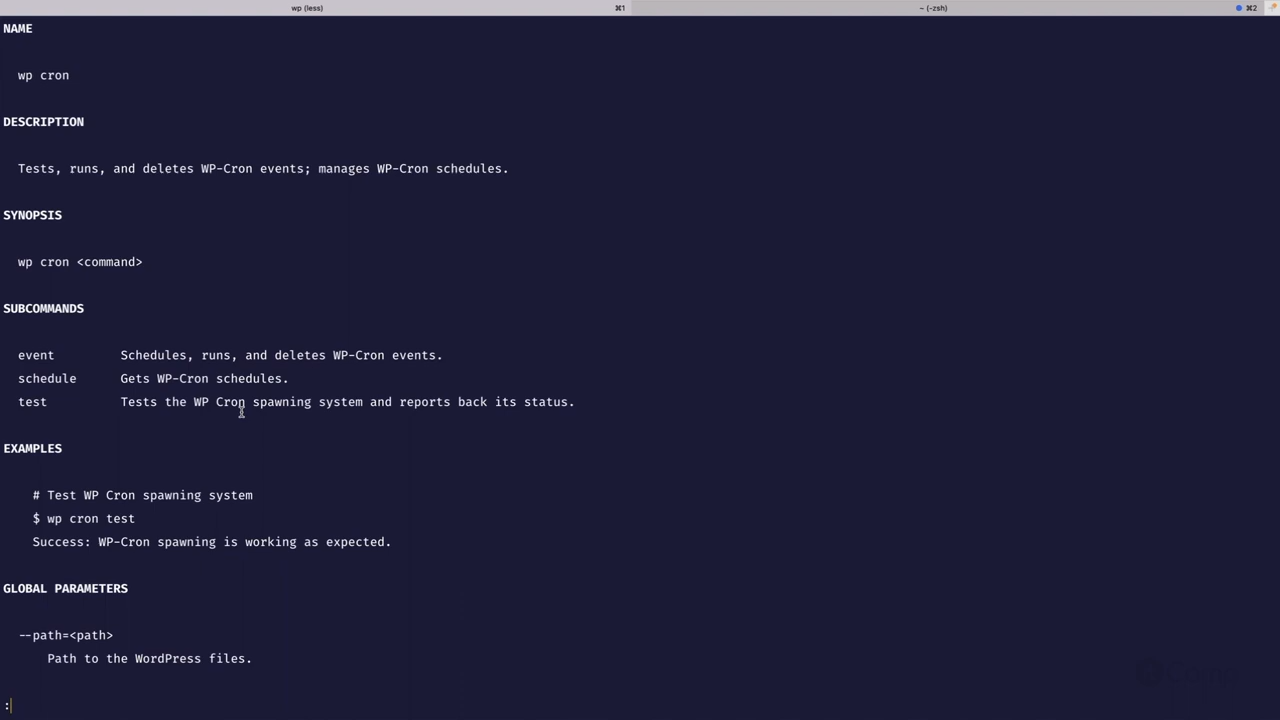 wp (less) ⌘1 ~ (-zsh) ⌘2
NAME
wp cron
DESCRIPTION
Tests, runs, and deletes WP-Cron events; manages WP-Cron schedules.
SYNOPSIS
wp cron <command>
SUBCOMMANDS
event Schedules, runs, and deletes WP-Cron events.
schedule Gets WP-Cron schedules.
test Tests the WP Cron spawning system and reports back its status.
EXAMPLES
# Test WP Cron spawning system
$ wp cron test
Success: WP-Cron spawning is working as expected.
GLOBAL PARAMETERS
--path=<path>
Path to the WordPress files.
: